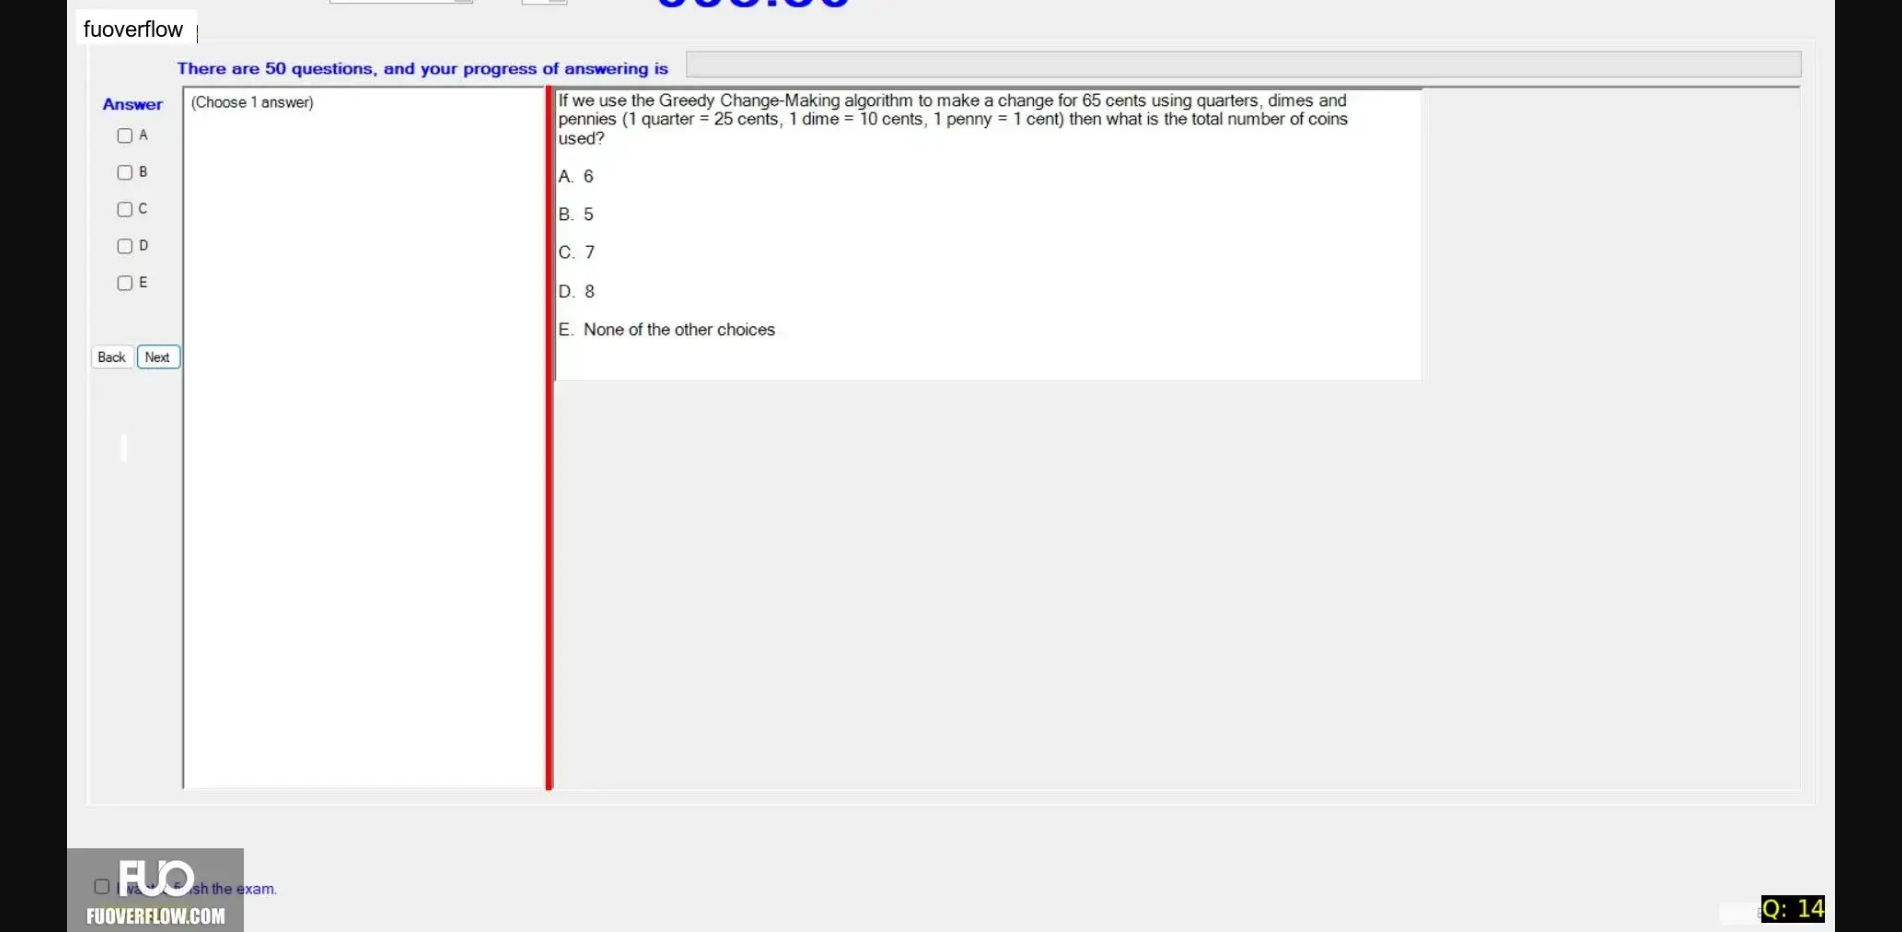 fuoverflow
There are 50 questions, and your progress of answering is
Answer
(Choose 1 answer)
A
B
C
D
E
Back
Next
If we use the Greedy Change-Making algorithm to make a change for 65 cents using quarters, dimes and
pennies (1 quarter = 25 cents, 1 dime = 10 cents, 1 penny = 1 cent) then what is the total number of coins
used?
A. 6
B. 5
C. 7
D. 8
E. None of the other choices
FUO
the exam.
FUOVERFLOW.COM
Q: 14